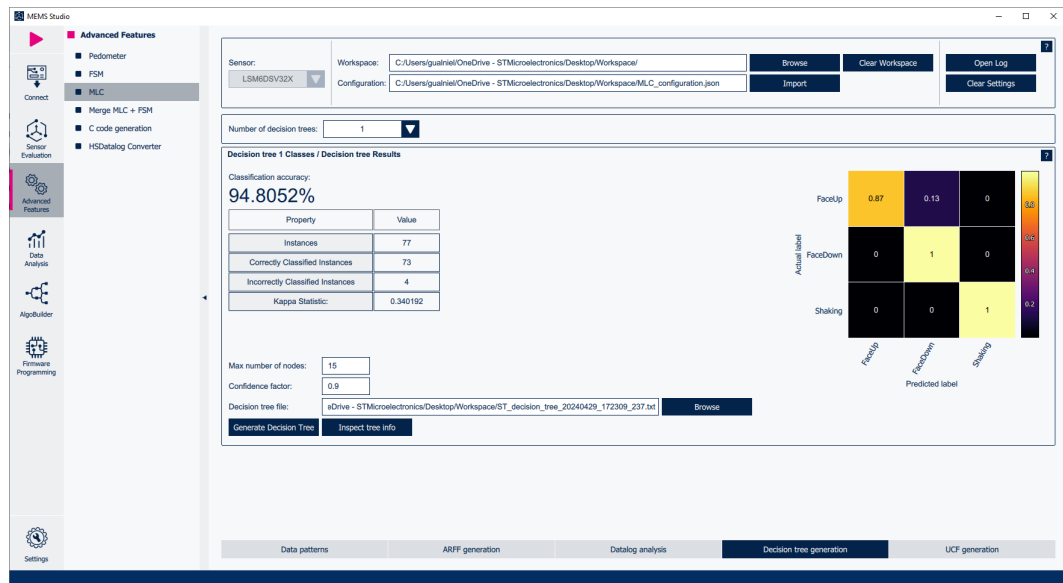 MEMS Studio
Connect
Sensor
Evaluation
Advanced
Features
Data
Analysis
AlgoBuilder
Firmware
Programming
Settings
Advanced Features
Pedometer
FSM
MLC
Merge MLC + FSM
C code generation
HSDatalog Converter
?
Sensor:
LSM6DSV32X
Workspace:
C:/Users/gualniel/OneDrive - STMicroelectronics/Desktop/Workspace/
Browse
Clear Workspace
Open Log
Configuration:
C:/Users/gualniel/OneDrive - STMicroelectronics/Desktop/Workspace/MLC_configuration.json
Import
Clear Settings
Number of decision trees:
1
Decision tree 1 Classes / Decision tree Results
?
Classification accuracy:
94.8052%
Property Value
Instances 77
Correctly Classified Instances 73
Incorrectly Classified Instances 4
Kappa Statistic: 0.340192
Actual label
FaceUp 0.87 0.13 0
FaceDown 0 1 0
Shaking 0 0 1
FaceUp FaceDown Shaking
Predicted label
0.8
0.6
0.4
0.2
Max number of nodes: 15
Confidence factor: 0.9
Decision tree file: eDrive - STMicroelectronics/Desktop/Workspace/ST_decision_tree_20240429_172309_237.txt Browse
Generate Decision Tree Inspect tree info
Data patterns ARFF generation Datalog analysis Decision tree generation UCF generation